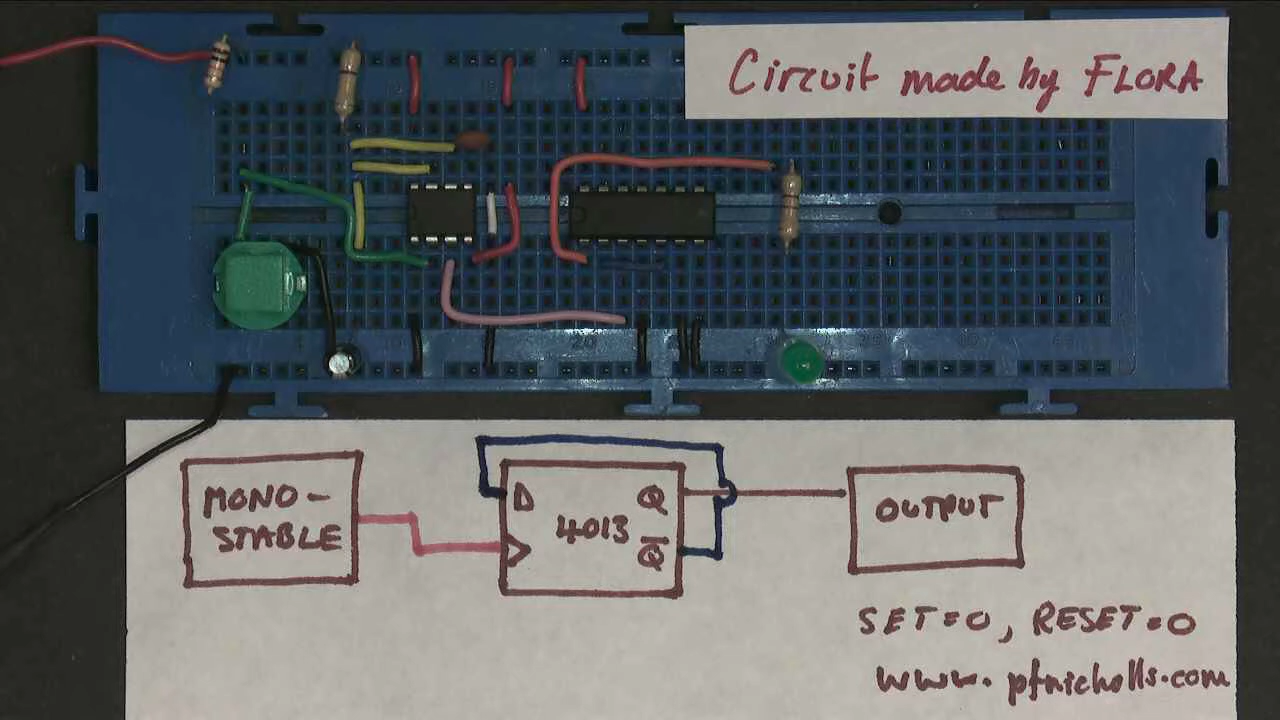 Circuit made by FLORA
MONO-
STABLE
D
Q
4013
Q̅
OUTPUT
SET=0, RESET=0
www.pfnicholls.com